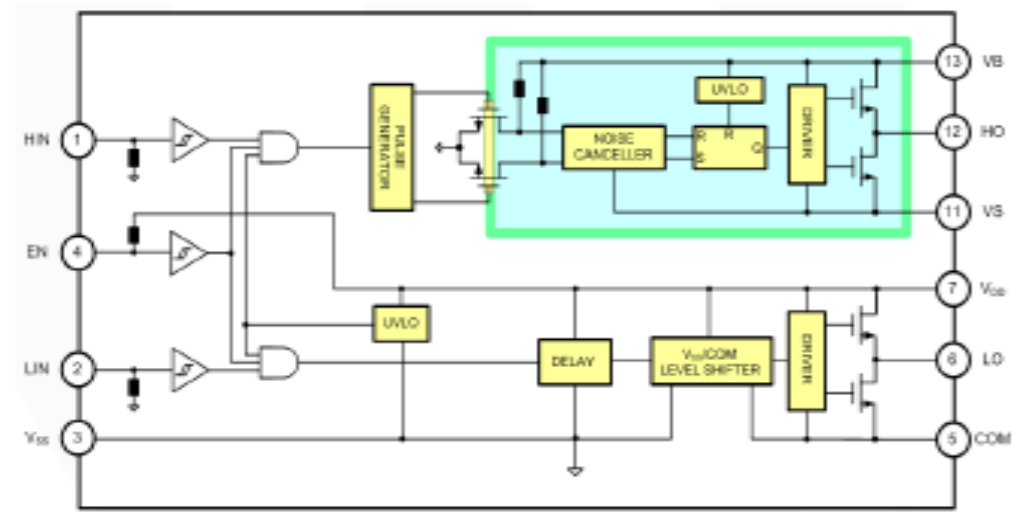 13 VB
UVLO
HIN 1
PULSE
GENERATOR
NOISE
CANCELLER
R R
S Q
DRIVER
12 HO
11 VS
EN 4
7 VDD
UVLO
LIN 2
DELAY
VSS/COM
LEVEL SHIFTER
DRIVER
6 LO
VSS 3
5 COM